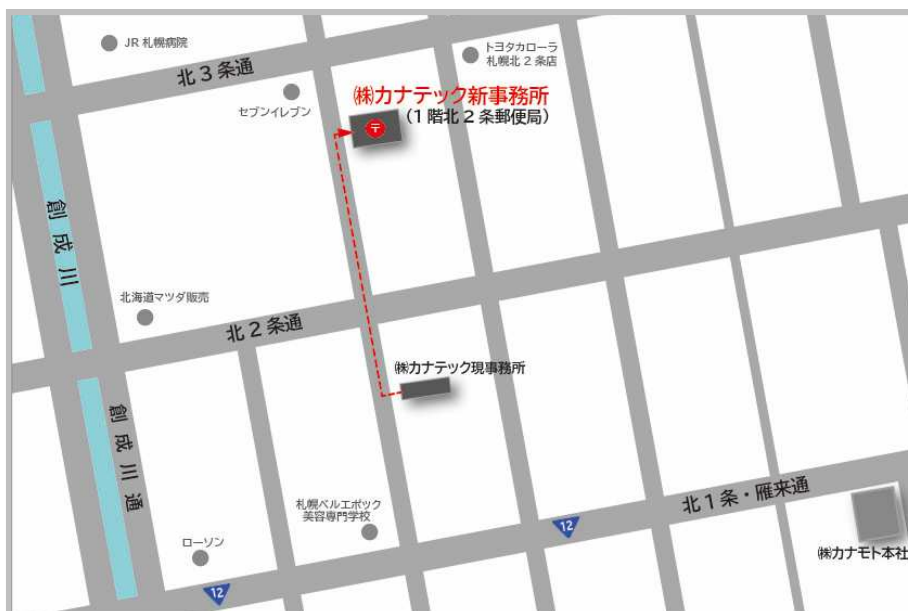 JR 札幌病院
北3条通
トヨタカローラ
札幌北2条店
セブンイレブン
㈱カナテック新事務所
(1階北2条郵便局)
〒
創成川
北海道マツダ販売
北2条通
㈱カナテック現事務所
創成川通
札幌ベルエポック
美容専門学校
北1条・雁来通
12
ローソン
12
㈱カナモト本社